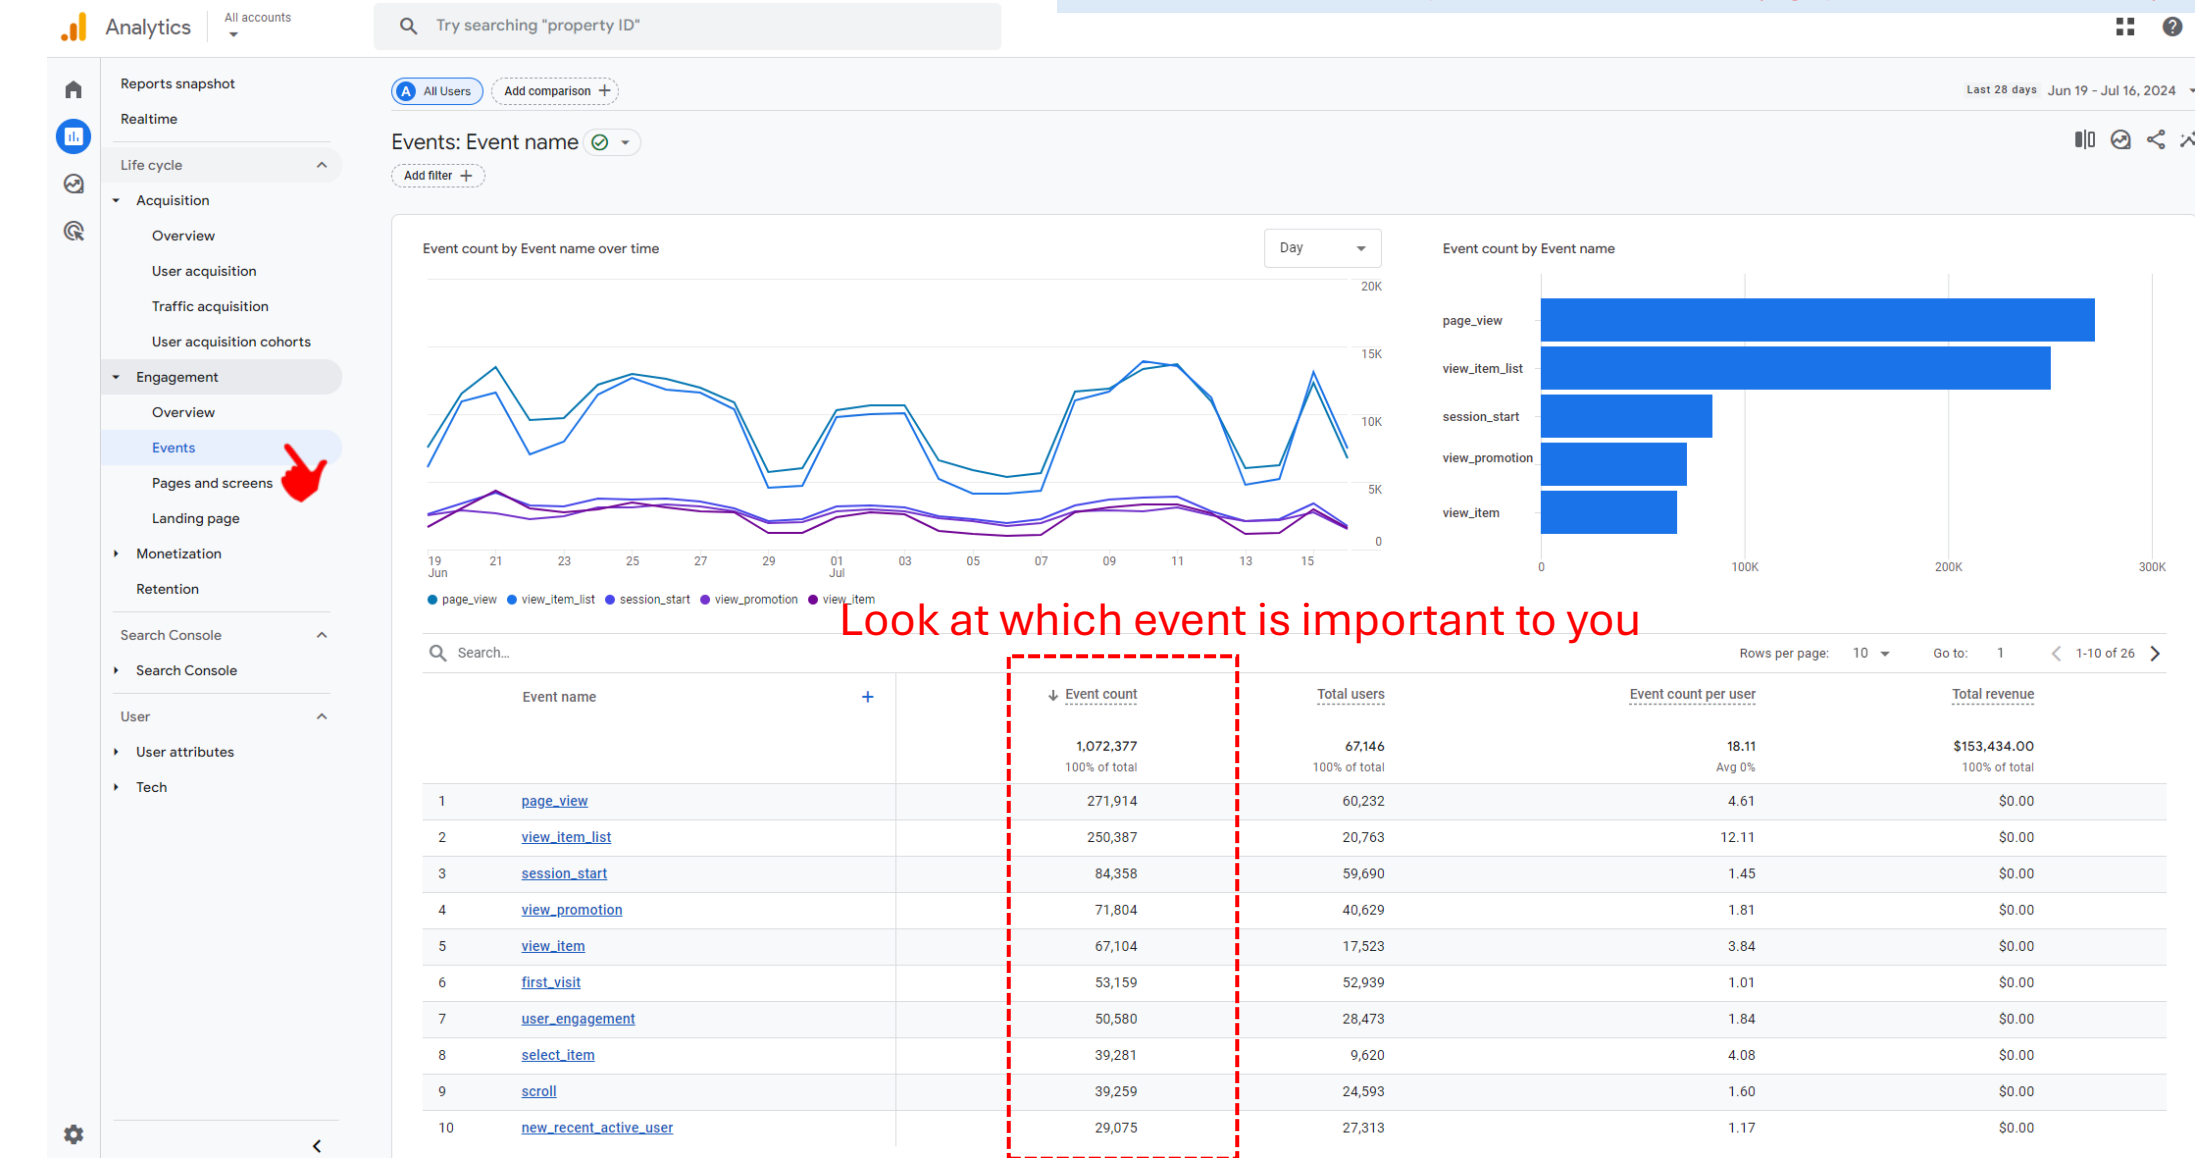 Analytics
All accounts
Try searching "property ID"
Reports snapshot
Realtime
Life cycle
Acquisition
Overview
User acquisition
Traffic acquisition
User acquisition cohorts
Engagement
Overview
Events
Pages and screens
Landing page
Monetization
Retention
Search Console
Search Console
User
User attributes
Tech
A All Users
Add comparison +
Last 28 days Jun 19 - Jul 16, 2024
Events: Event name
Add filter +
Event count by Event name over time
Day
20K
15K
10K
5K
0
19 21 23 25 27 29 01 03 05 07 09 11 13 15
Jun Jul
page_view view_item_list session_start view_promotion view_item
Event count by Event name
page_view
view_item_list
session_start
view_promotion
view_item
0 100K 200K 300K
Look at which event is important to you
Search...
Rows per page: 10 Go to: 1 1-10 of 26
Event name + Event count Total users Event count per user Total revenue
1,072,377 67,146 18.11 $153,434.00
100% of total 100% of total Avg 0% 100% of total
1 page_view 271,914 60,232 4.61 $0.00
2 view_item_list 250,387 20,763 12.11 $0.00
3 session_start 84,358 59,690 1.45 $0.00
4 view_promotion 71,804 40,629 1.81 $0.00
5 view_item 67,104 17,523 3.84 $0.00
6 first_visit 53,159 52,939 1.01 $0.00
7 user_engagement 50,580 28,473 1.84 $0.00
8 select_item 39,281 9,620 4.08 $0.00
9 scroll 39,259 24,593 1.60 $0.00
10 new_recent_active_user 29,075 27,313 1.17 $0.00